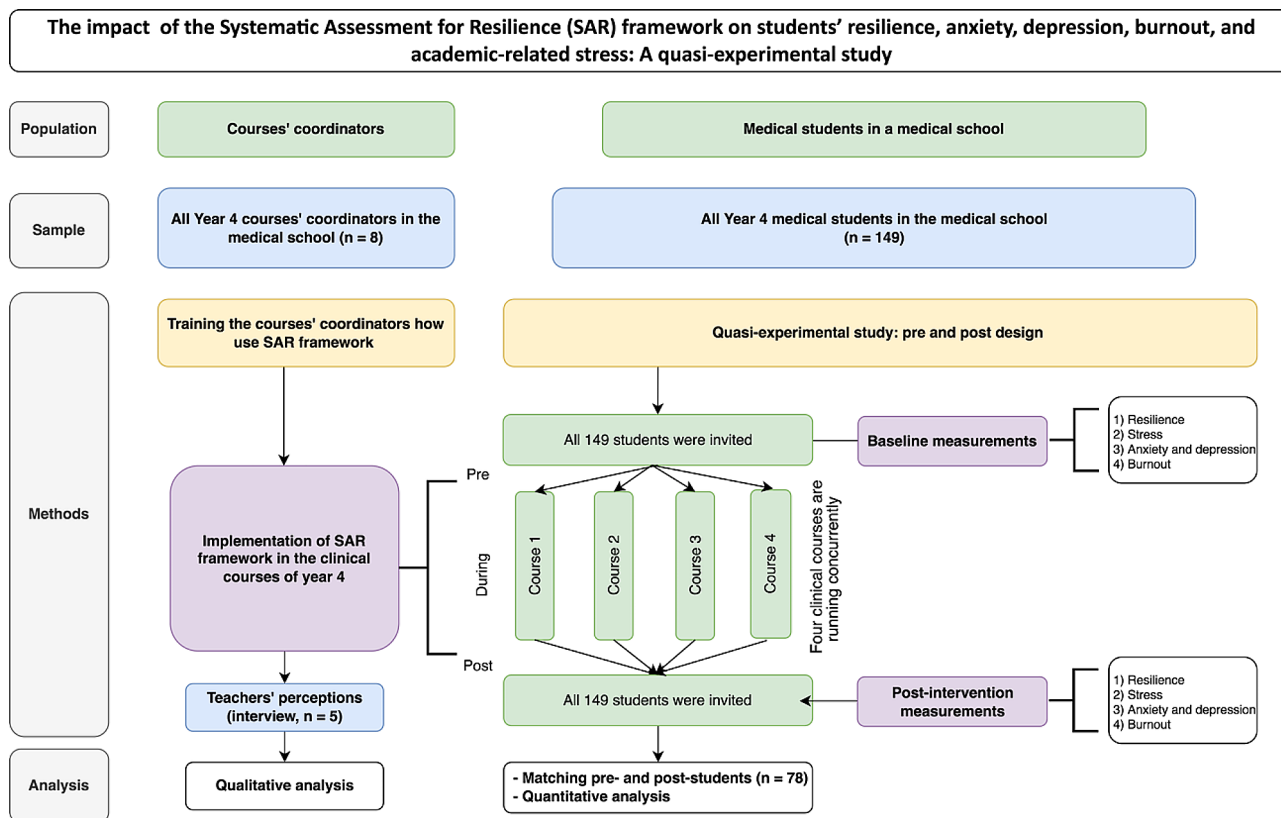 The impact of the Systematic Assessment for Resilience (SAR) framework on students' resilience, anxiety, depression, burnout, and
academic-related stress: A quasi-experimental study
Population
Courses' coordinators
Medical students in a medical school
Sample
All Year 4 courses' coordinators in the
medical school (n = 8)
All Year 4 medical students in the medical school
(n = 149)
Methods
Training the courses' coordinators how
use SAR framework
Quasi-experimental study: pre and post design
All 149 students were invited
Baseline measurements
1) Resilience
2) Stress
3) Anxiety and depression
4) Burnout
Implementation of SAR
framework in the clinical
courses of year 4
Pre
During
Post
Course 1
Course 2
Course 3
Course 4
Four clinical courses are
running concurrently
Teachers' perceptions
(interview, n = 5)
All 149 students were invited
Post-intervention
measurements
1) Resilience
2) Stress
3) Anxiety and depression
4) Burnout
Analysis
Qualitative analysis
- Matching pre- and post-students (n = 78)
- Quantitative analysis